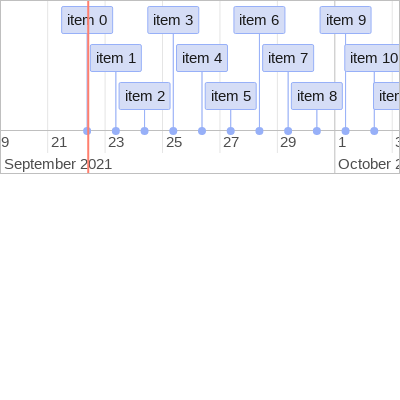 item 0 item 3 item 6 item 9
item 1 item 4 item 7 item 10
item 2 item 5 item 8
9 21 23 25 27 29 1
September 2021 October